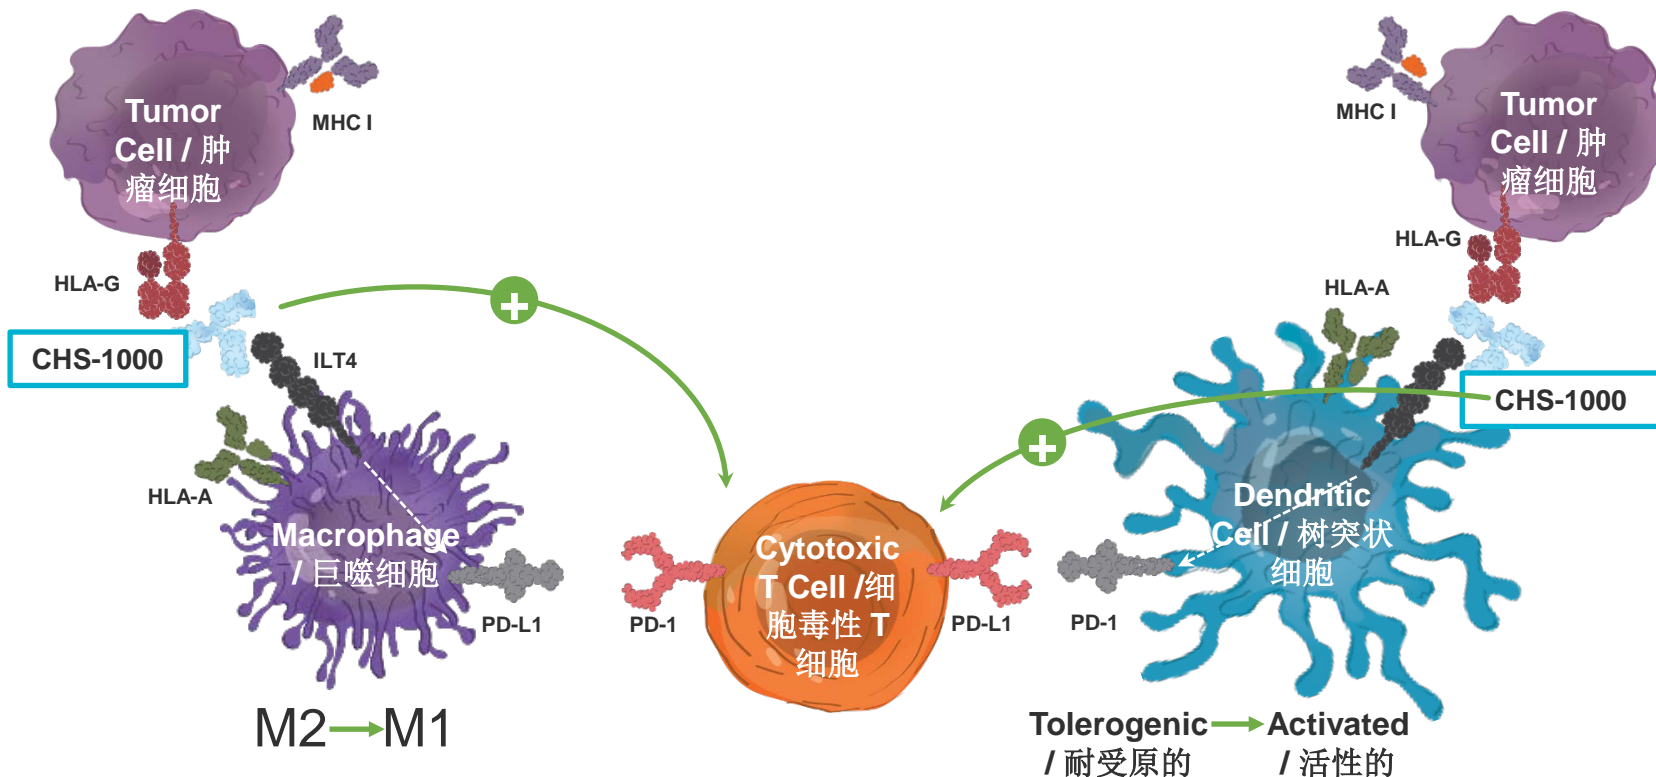 Tumor
Cell / 肿
瘤细胞
MHC I
HLA-G
CHS-1000
ILT4
HLA-A
Macrophage
/ 巨噬细胞
PD-L1
M2
M1
PD-1
Cytotoxic
T Cell /细
胞毒性 T
细胞
PD-L1
PD-1
Tumor
Cell / 肿
瘤细胞
MHC I
HLA-G
HLA-A
CHS-1000
Dendritic
Cell / 树突状
细胞
Tolerogenic
/ 耐受原的
Activated
/ 活性的